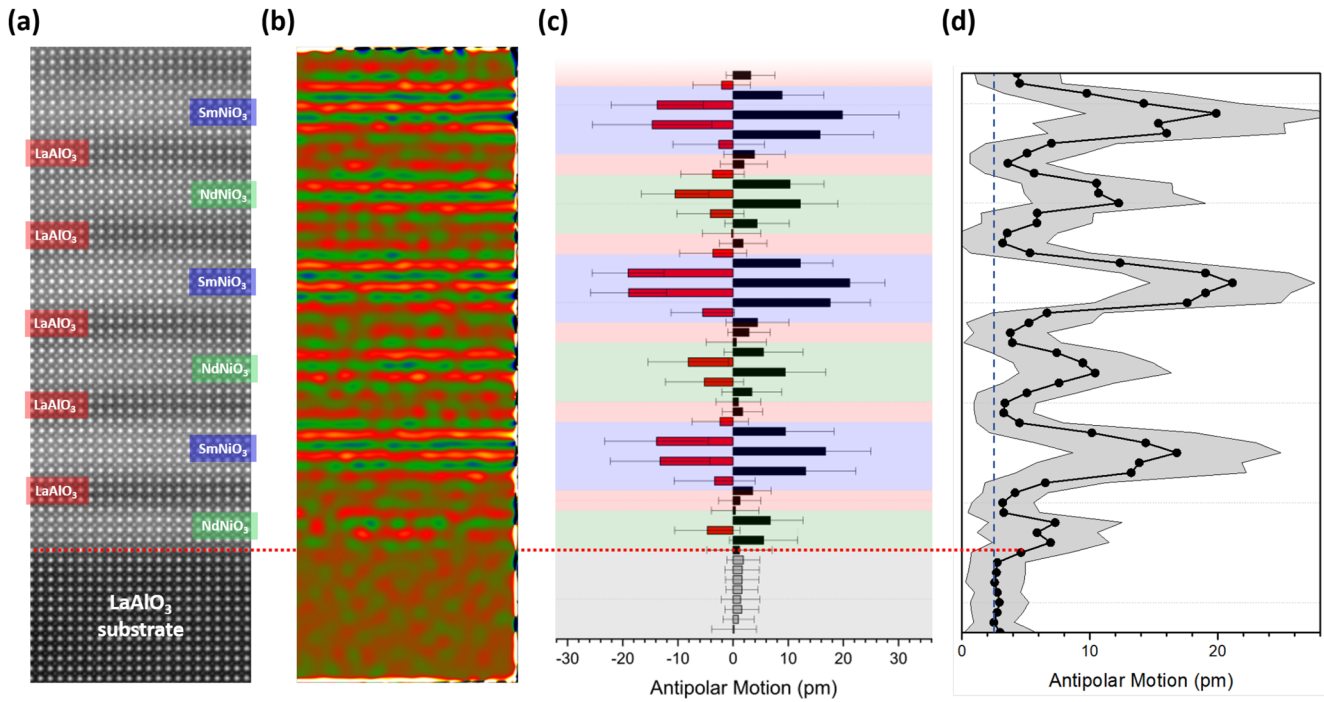 (a)
(b)
(c)
(d)
SmNiO₃
LaAlO₃
NdNiO₃
LaAlO₃
SmNiO₃
LaAlO₃
NdNiO₃
LaAlO₃
SmNiO₃
LaAlO₃
NdNiO₃
LaAlO₃
substrate
-30 -20 -10 0 10 20 30
Antipolar Motion (pm)
0 10 20
Antipolar Motion (pm)